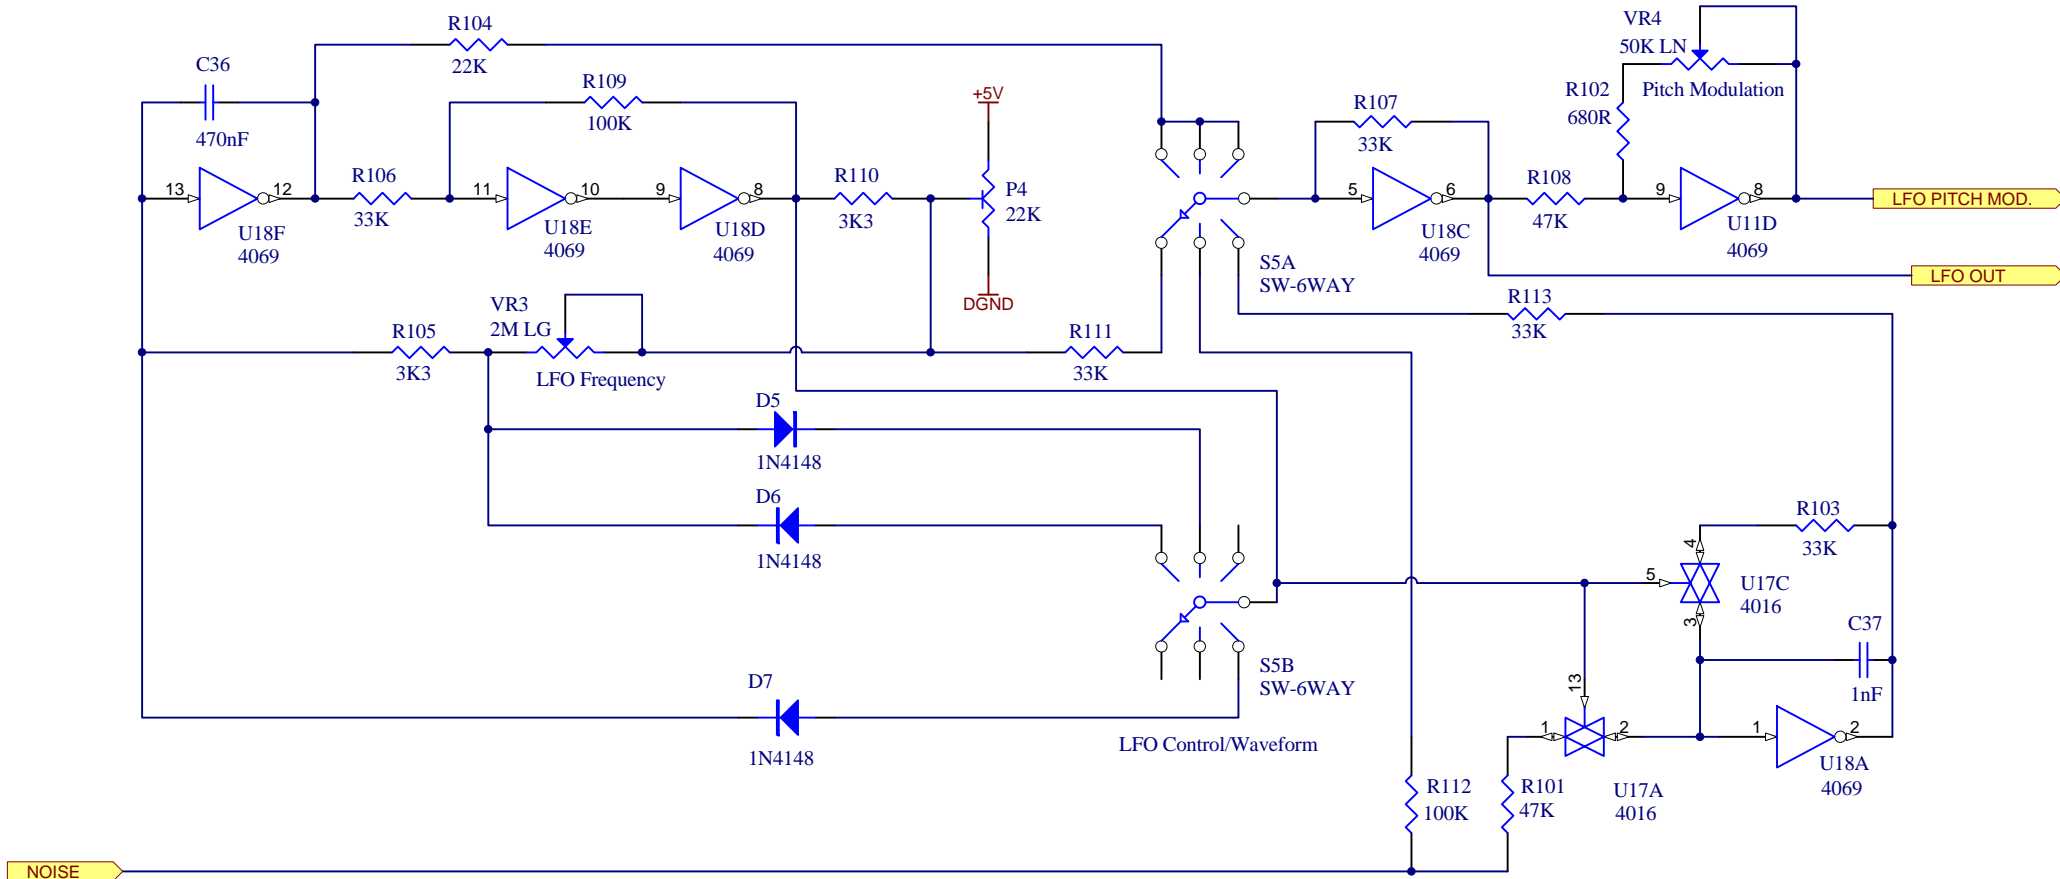 R104
22K
C36
470nF
R109
100K
+5V
VR4
50K LN
Pitch Modulation
R102
680R
R107
33K
13
12
U18F
4069
R106
33K
11
10
U18E
4069
9
8
U18D
4069
R110
3K3
P4
22K
DGND
5
6
U18C
4069
R108
47K
9
8
U11D
4069
LFO PITCH MOD.
LFO OUT
S5A
SW-6WAY
R113
33K
R105
3K3
VR3
2M LG
LFO Frequency
R111
33K
D5
1N4148
D6
1N4148
R103
33K
4
5
3
U17C
4016
C37
1nF
S5B
SW-6WAY
D7
1N4148
LFO Control/Waveform
13
1
2
U17A
4016
1
2
U18A
4069
R112
100K
R101
47K
NOISE